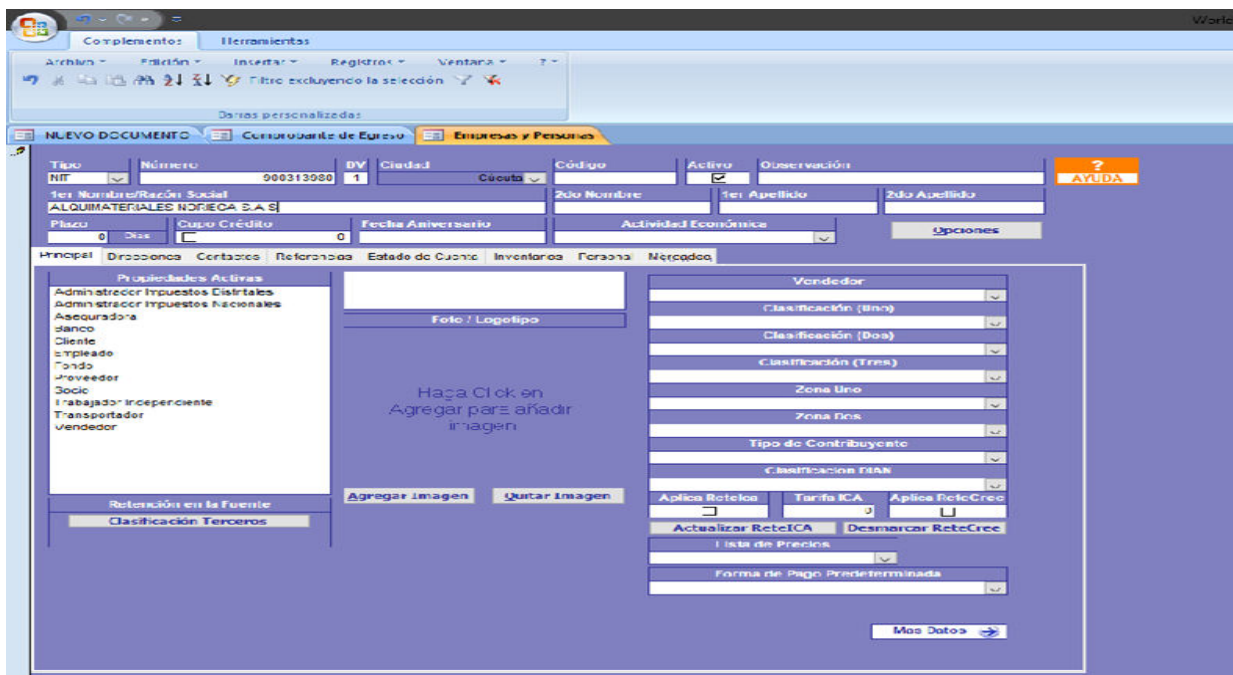 Complementos Herramientas
Archivo Edición Insertar Registros Ventana ?
Filtro excluyendo la selección
Barras personalizadas
NUEVO DOCUMENTO Comprobante de Egreso Empresas y Personas
Tipo Número DV Ciudad Código Activo Observación ?
NIT 900313980 1 Cúcuta AYUDA
1er Nombre/Razón Social 2do Nombre 1er Apellido 2do Apellido
ALQUIMATERIALES NORIEGA S.A.S
Plazo Cupo Crédito Fecha Aniversario Actividad Económica Opciones
0 Días 0
Principal Direcciones Contactos Referencias Estado de Cuenta Inventarios Personal Mercadeo
Propiedades Activas
Administrador Impuestos Distritales
Administrador Impuestos Nacionales
Aseguradora
Banco
Cliente
Empleado
Fondo
Proveedor
Socio
Trabajador Independiente
Transportador
Vendedor
Retención en la Fuente
Clasificación Terceros
Foto / Logotipo
Haga Click en
Agregar para añadir
imagen
Agregar Imagen Quitar Imagen
Vendedor
Clasificación (Uno)
Clasificación (Dos)
Clasificación (Tres)
Zona Uno
Zona Dos
Tipo de Contribuyente
Clasificacion DIAN
Aplica ReteIca Tarifa ICA Aplica ReteCree
0
Actualizar ReteICA Desmarcar ReteCree
Lista de Precios
Forma de Pago Predeterminada
Mas Datos